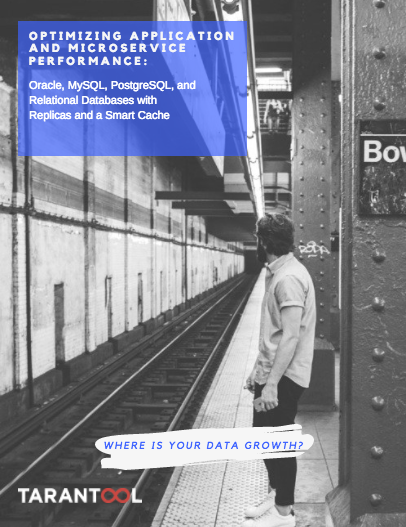 OPTIMIZING APPLICATION
AND MICROSERVICE
PERFORMANCE:
Oracle, MySQL, PostgreSQL, and
Relational Databases with
Replicas and a Smart Cache
Bow
WHERE IS YOUR DATA GROWTH?
TARANTOOL